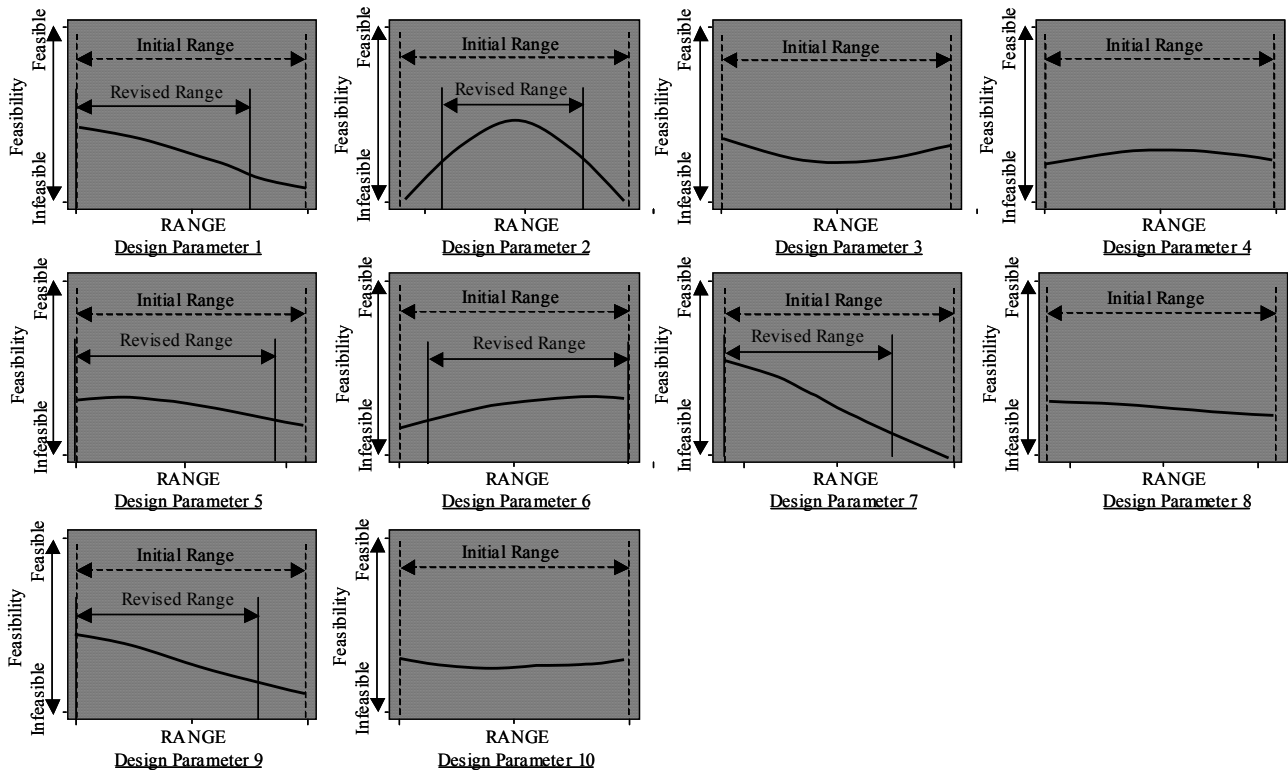 Feasible
Feasibility
Infeasible
Initial Range
Revised Range
RANGE
Design Parameter 1
Feasible
Feasibility
Infeasible
Initial Range
Revised Range
RANGE
Design Parameter 2
Feasible
Feasibility
Infeasible
Initial Range
RANGE
Design Parameter 3
Feasible
Feasibility
Infeasible
Initial Range
RANGE
Design Parameter 4
Feasible
Feasibility
Infeasible
Initial Range
Revised Range
RANGE
Design Parameter 5
Feasible
Feasibility
Infeasible
Initial Range
Revised Range
RANGE
Design Parameter 6
Feasible
Feasibility
Infeasible
Initial Range
Revised Range
RANGE
Design Parameter 7
Feasible
Feasibility
Infeasible
Initial Range
RANGE
Design Parameter 8
Feasible
Feasibility
Infeasible
Initial Range
Revised Range
RANGE
Design Parameter 9
Feasible
Feasibility
Infeasible
Initial Range
RANGE
Design Parameter 10